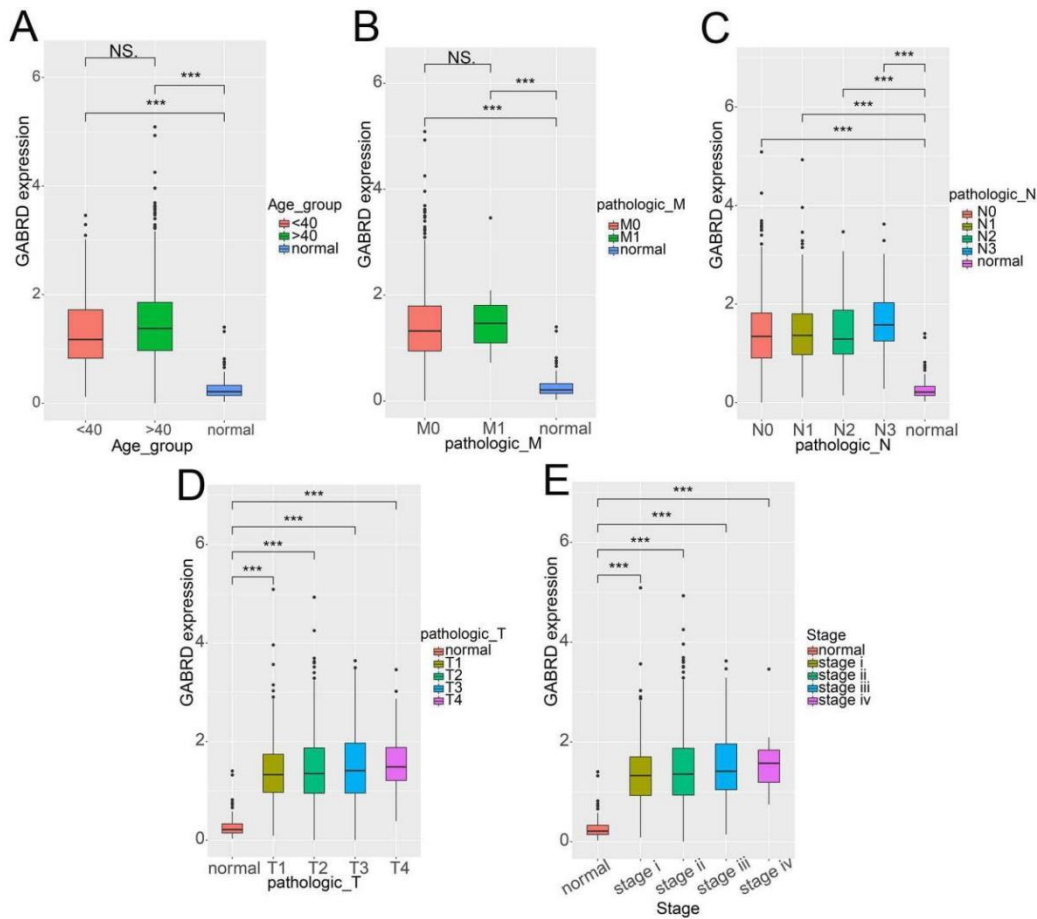 A
NS.
***
***
6
4
2
0
GABRD expression
<40
>40
normal
Age_group
Age_group
<40
>40
normal
B
NS.
***
***
6
4
2
0
GABRD expression
M0
M1
normal
pathologic_M
pathologic_M
M0
M1
normal
C
***
***
***
***
6
4
2
0
GABRD expression
N0
N1
N2
N3
normal
pathologic_N
pathologic_N
N0
N1
N2
N3
normal
D
***
***
***
***
6
4
2
0
GABRD expression
normal
T1
T2
T3
T4
pathologic_T
pathologic_T
normal
T1
T2
T3
T4
E
***
***
***
***
6
4
2
0
GABRD expression
normal
stage i
stage ii
stage iii
stage iv
Stage
Stage
normal
stage i
stage ii
stage iii
stage iv